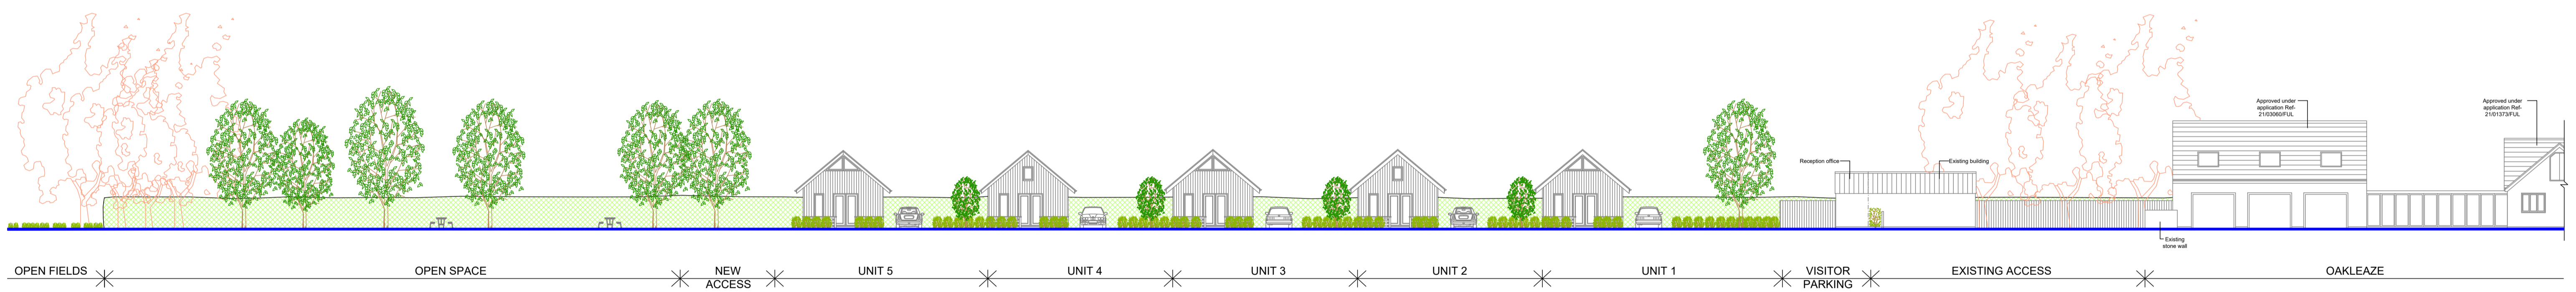 Approved under
application Ref-
21/03060/FUL
Approved under
application Ref-
21/01373/FUL
Reception office
Existing building
Existing
stone wall
OPEN FIELDS
OPEN SPACE
NEW
ACCESS
UNIT 5
UNIT 4
UNIT 3
UNIT 2
UNIT 1
VISITOR
PARKING
EXISTING ACCESS
OAKLEAZE